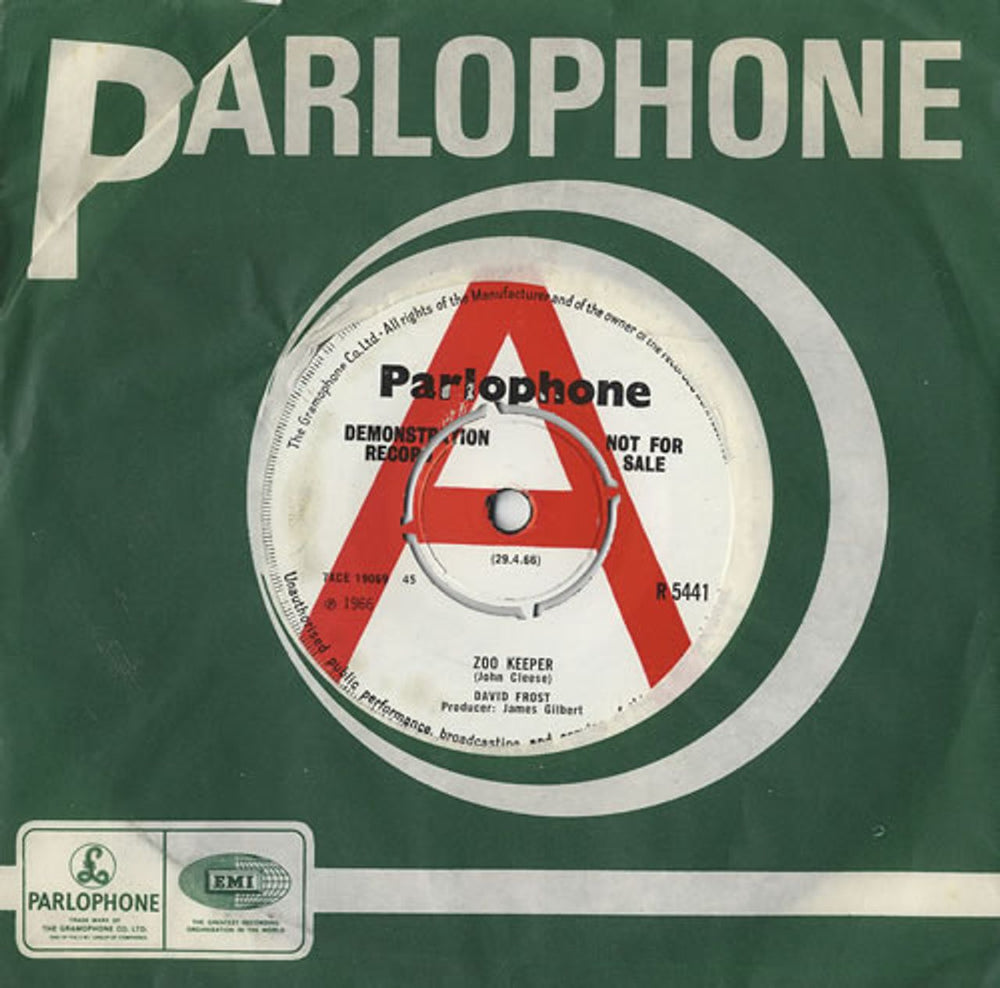 PARLOPHONE
The Gramophone Co.Ltd · All rights of the Manufacturer and of the owner of the
Parlophone
DEMONSTRATION
RECORD
NOT FOR
SALE
A
(29.4.66)
7XCE 19069 45
℗ 1966
R 5441
ZOO KEEPER
(John Cleese)
DAVID FROST
Producer: James Gilbert
Unauthorised public performance, broadcasting and
£
PARLOPHONE
TRADE MARK OF
THE GRAMOPHONE CO. LTD.
EMI
THE GREATEST RECORDING
ORGANISATION IN THE WORLD